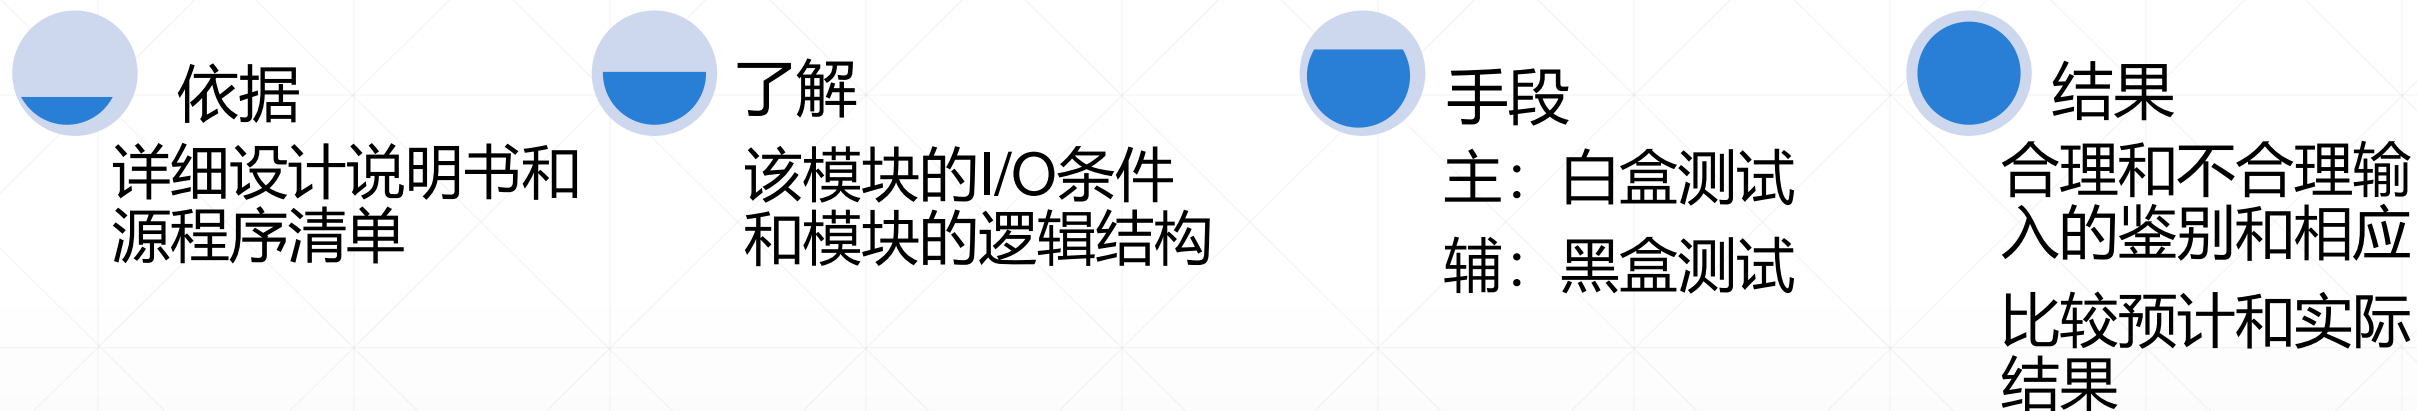 依据
详细设计说明书和
源程序清单
了解
该模块的I/O条件
和模块的逻辑结构
手段
主：白盒测试
辅：黑盒测试
结果
合理和不合理输
入的鉴别和相应
比较预计和实际
结果